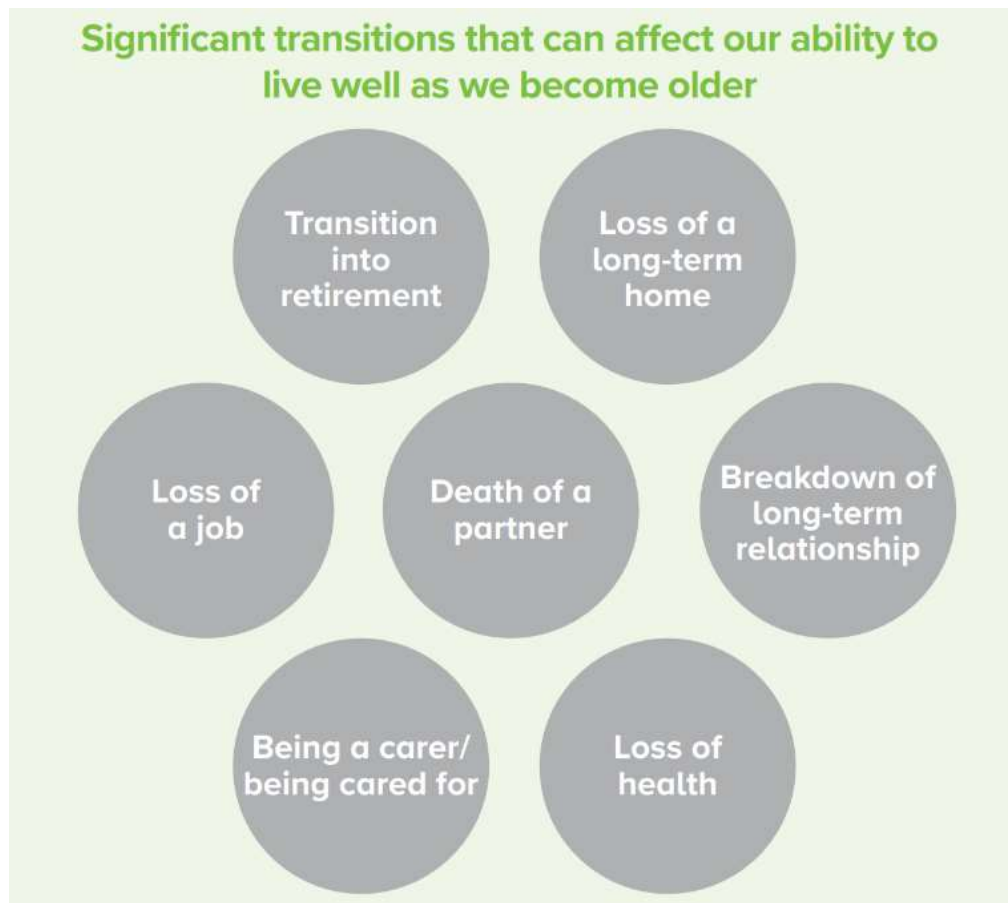 Significant transitions that can affect our ability to
live well as we become older
Transition
into
retirement
Loss of a
long-term
home
Loss of
a job
Death of a
partner
Breakdown of
long-term
relationship
Being a carer/
being cared for
Loss of
health